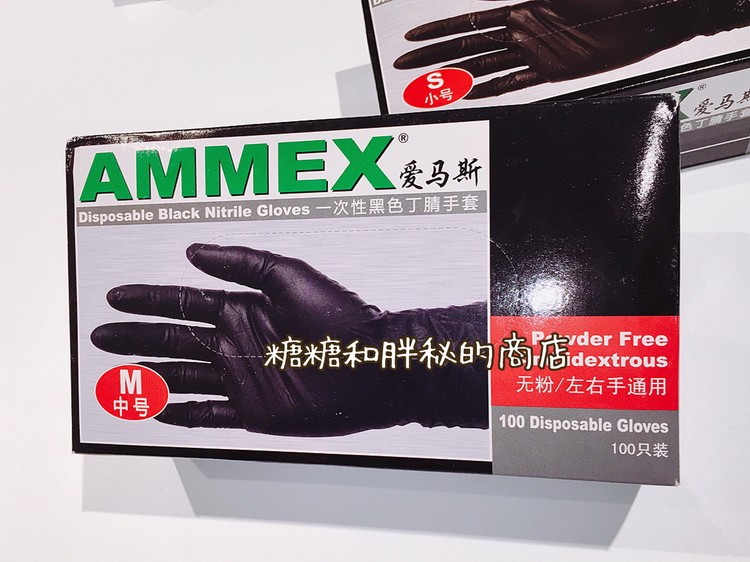 S
小号
爱马斯
AMMEX®
爱马斯
Disposable Black Nitrile Gloves 一次性黑色丁腈手套
糖糖和胖秘的商店
M
中号
Free
dextrous
无粉/左右手通用
100 Disposable Gloves
100只装